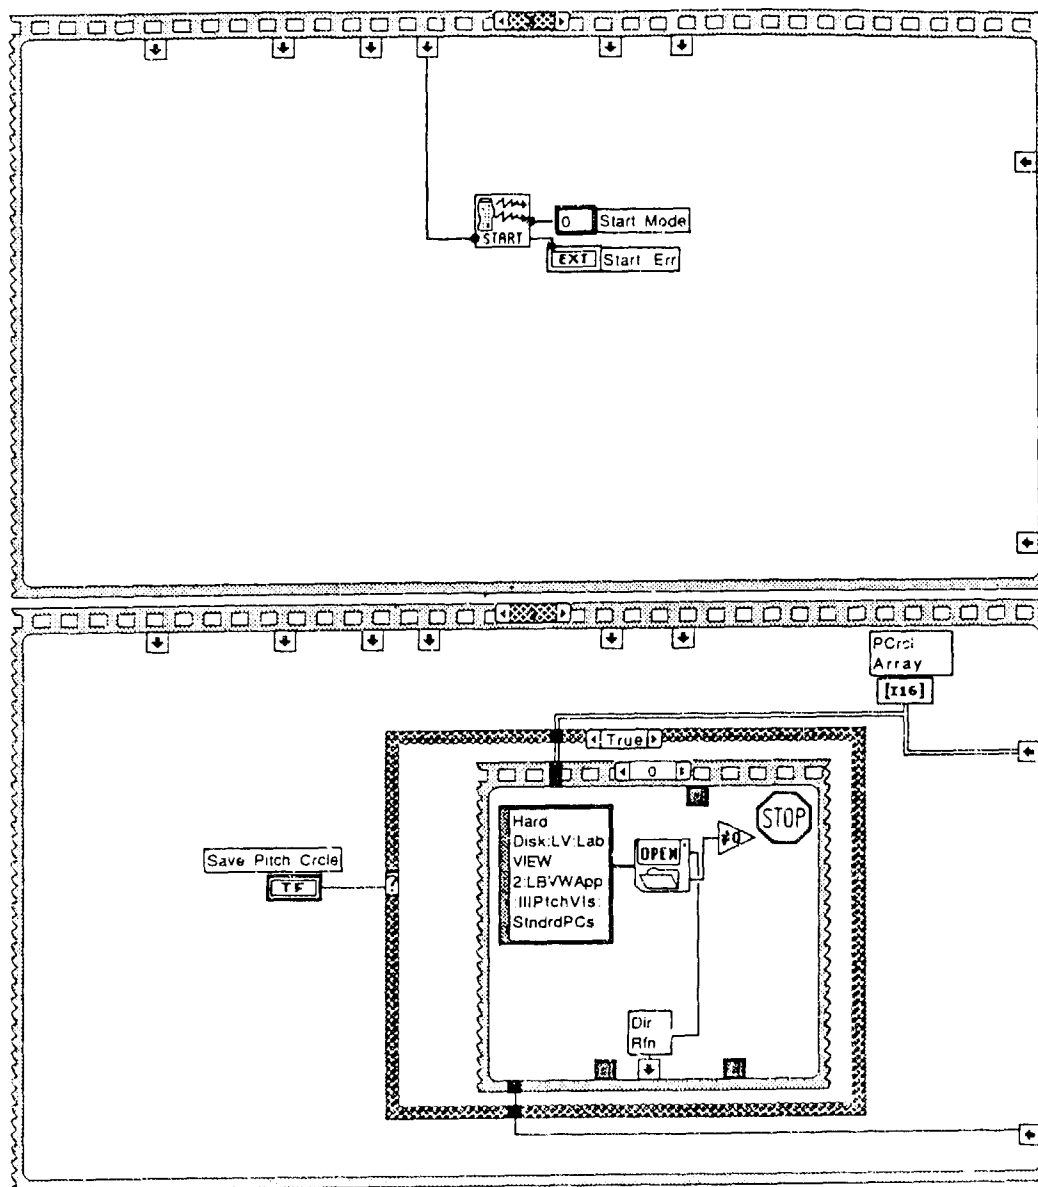 0 Start Mode
START
EXT Start Err
PCrcl
Array
[I16]
True
0
Hard
Disk:LV:Lab
VIEW
2:LBVWApp
:IIIPtchVIs:
StndrdPCs
OPEN
≠0
STOP
Save Pitch Crcle
TF
?
Dir
Rfn